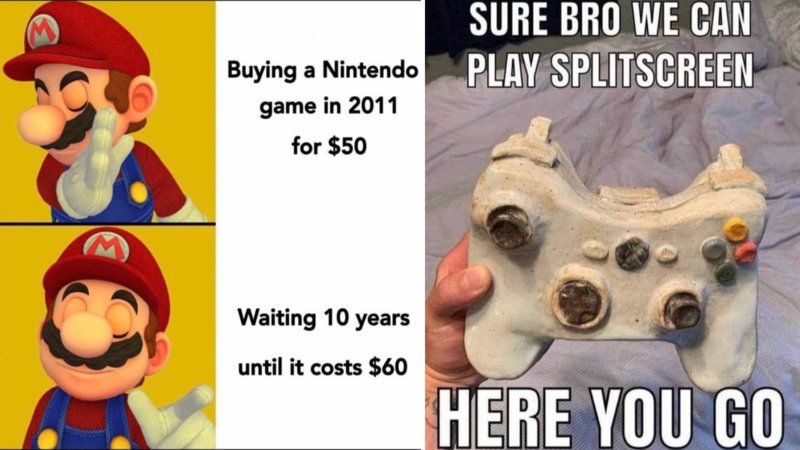 Buying a Nintendo
game in 2011
for $50
Waiting 10 years
until it costs $60
SURE BRO WE CAN
PLAY SPLITSCREEN
HERE YOU GO